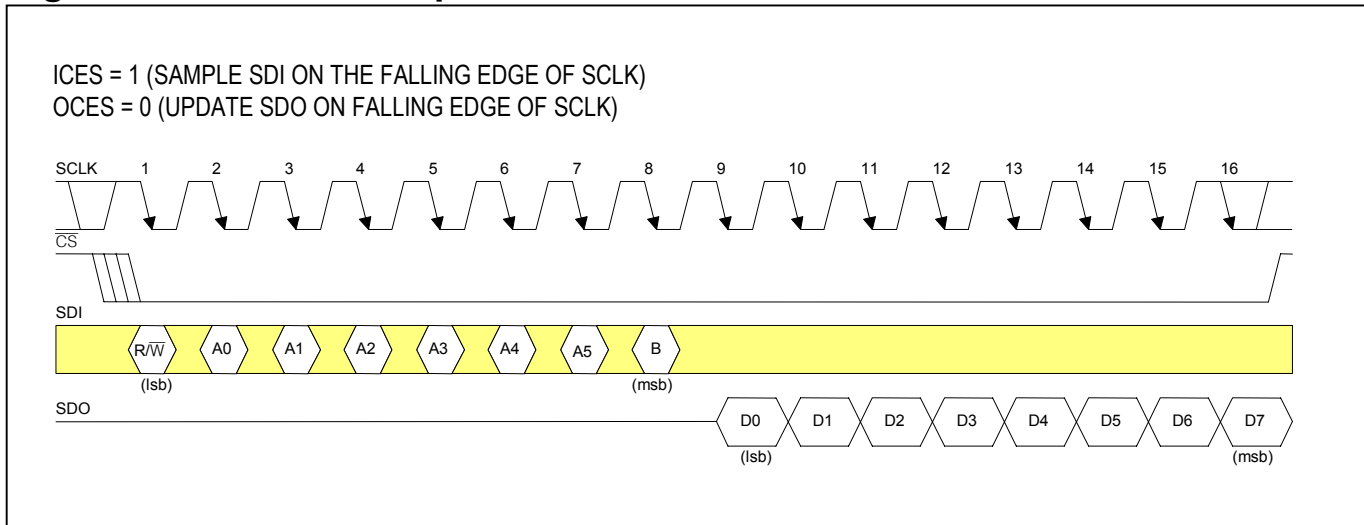 ICES = 1 (SAMPLE SDI ON THE FALLING EDGE OF SCLK)
OCES = 0 (UPDATE SDO ON FALLING EDGE OF SCLK)
SCLK 1 2 3 4 5 6 7 8 9 10 11 12 13 14 15 16
C̅S̅
SDI
R/W̅ A0 A1 A2 A3 A4 A5 B
(lsb) (msb)
SDO
D0 D1 D2 D3 D4 D5 D6 D7
(lsb) (msb)